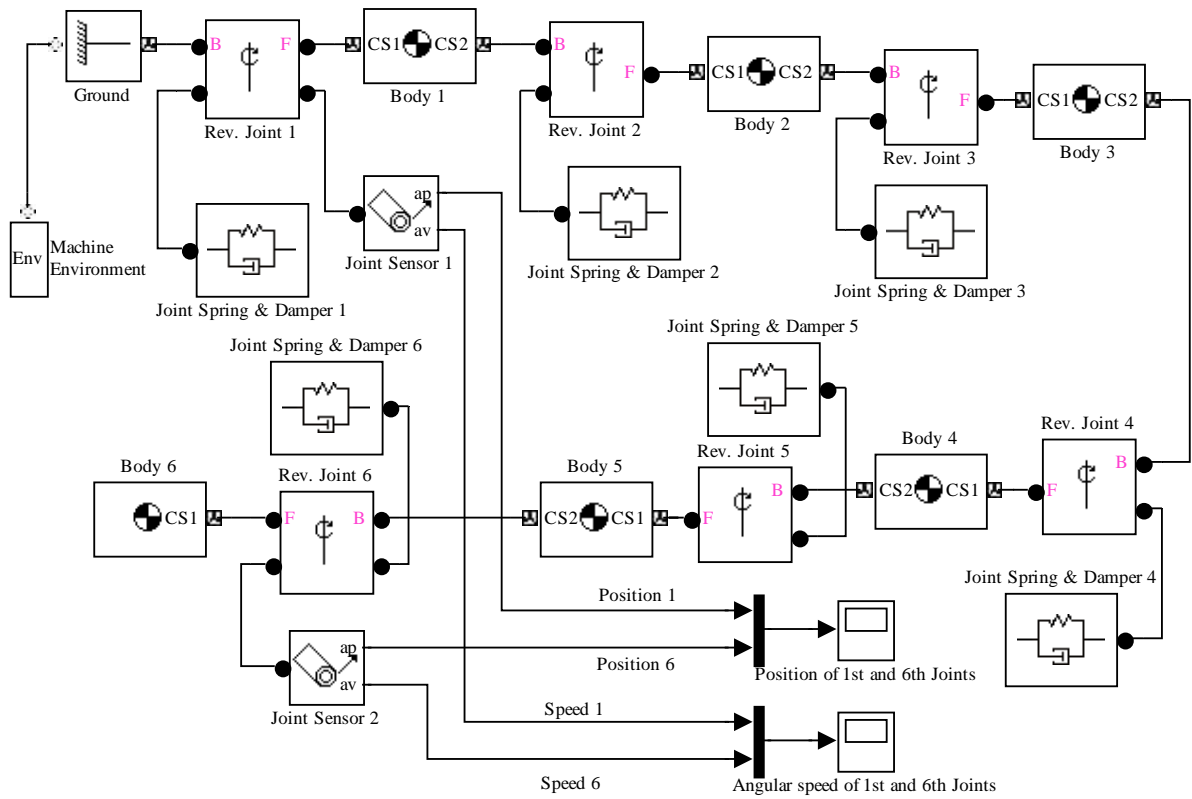 B
F
CS1
CS2
B
F
CS1
CS2
B
F
CS1
CS2
Ground
Rev. Joint 1
Body 1
Rev. Joint 2
Body 2
Rev. Joint 3
Body 3
ap
av
Env
Machine
Environment
Joint Sensor 1
Joint Spring & Damper 2
Joint Spring & Damper 3
Joint Spring & Damper 1
Joint Spring & Damper 5
Joint Spring & Damper 6
Rev. Joint 4
Body 4
Rev. Joint 5
Body 6
Body 5
Rev. Joint 6
CS1
F
B
CS2
CS1
F
B
CS2
CS1
F
B
Joint Spring & Damper 4
Position 1
ap
av
Position 6
Position of 1st and 6th Joints
Joint Sensor 2
Speed 1
Speed 6
Angular speed of 1st and 6th Joints